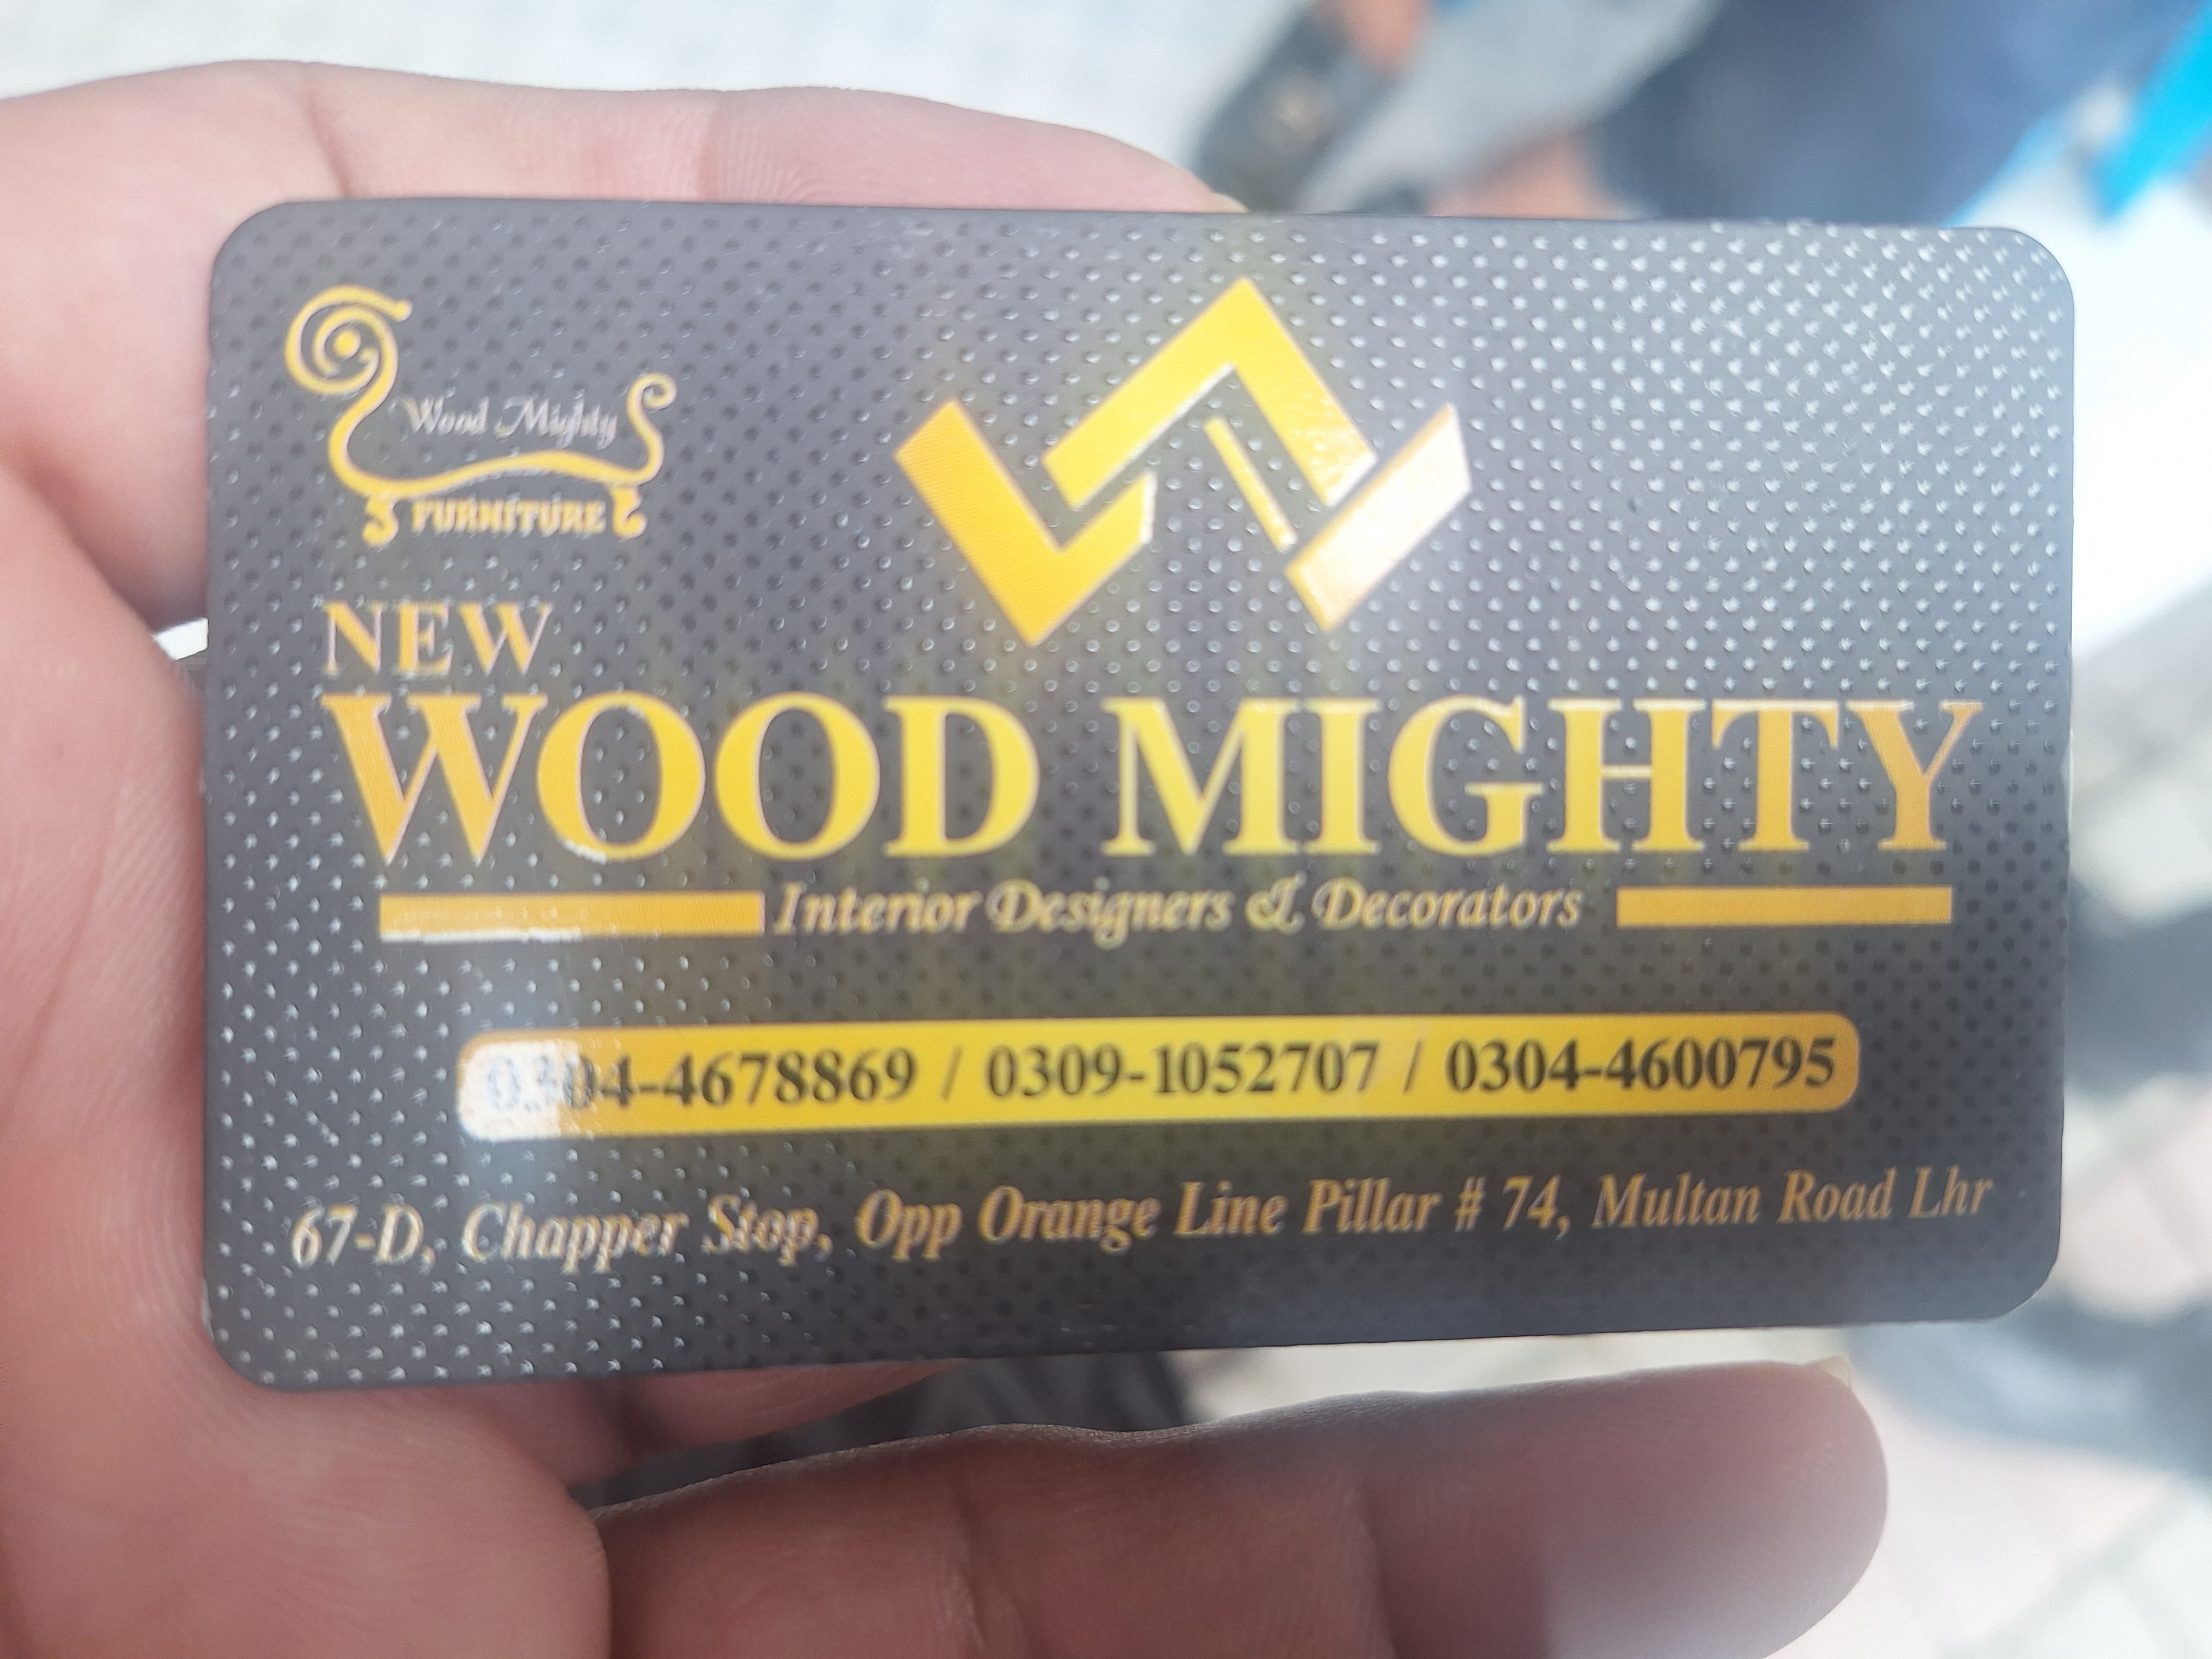 Wood Mighty
FURNITURE
NEW
WOOD MIGHTY
Interior Designers & Decorators
0304-4678869 / 0309-1052707 / 0304-4600795
67-D, Chapper Stop, Opp Orange Line Pillar # 74, Multan Road Lhr